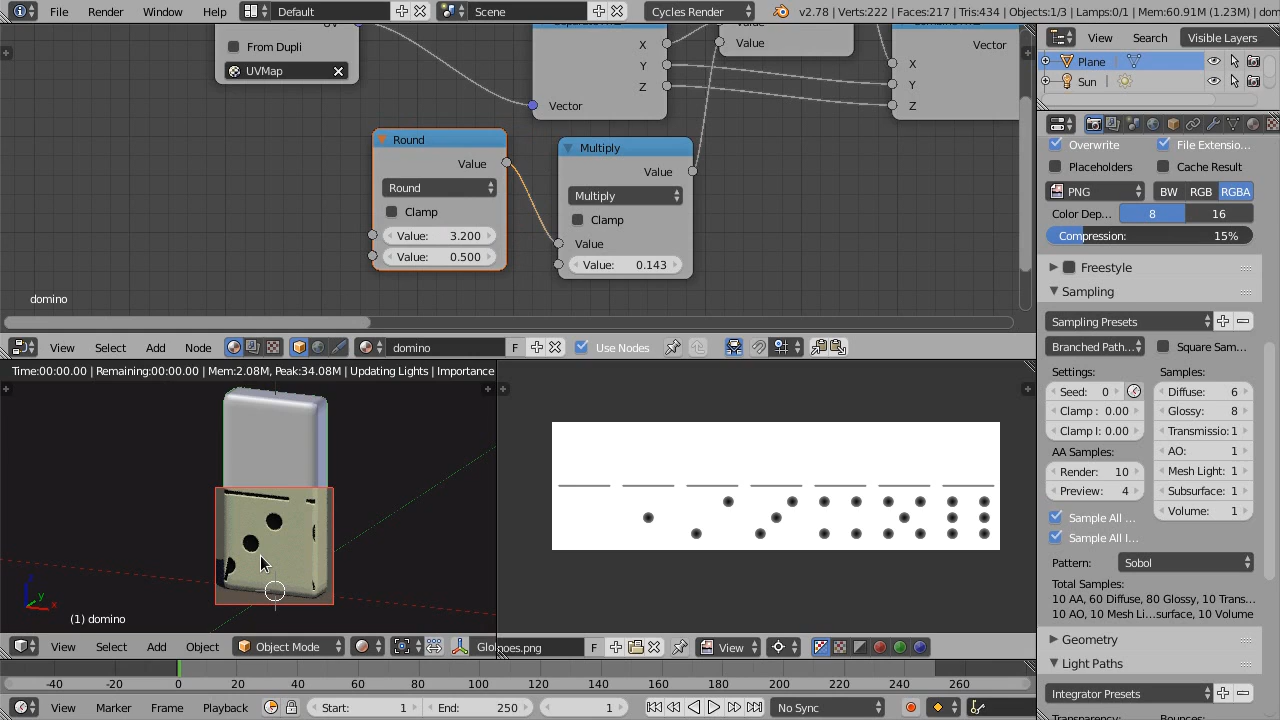 File Render Window Help Default Scene Cycles Render v2.78 | Verts:222 | Faces:217 | Tris:434 | Objects:1/3 | Lamps:0/1 | Mem:60.91M (1.23M) | dom
From Dupli
UVMap
X
Y
Z
Vector
Value
Vector
X
Y
Z
Round
Value
Round
Clamp
Value: 3.200
Value: 0.500
Multiply
Value
Multiply
Clamp
Value
Value: 0.143
domino
View Select Add Node domino F Use Nodes
Time:00:00.00 | Remaining:00:00.00 | Mem:2.08M, Peak:34.08M | Updating Lights | Importance
(1) domino
View Select Add Object Object Mode Glo
oes.png F View
-40 -20 0 20 40 60 80 100 120 140 160 180 200 220 240 260
View Marker Frame Playback Start: 1 End: 250 1 No Sync
View Search Visible Layers
Plane
Sun
Overwrite File Extensio...
Placeholders Cache Result
PNG BW RGB RGBA
Color Dep... 8 16
Compression: 15%
Freestyle
Sampling
Sampling Presets
Branched Path... Square Sam...
Settings: Samples:
Seed: 0 Diffuse: 6
Clamp : 0.00 Glossy: 8
Clamp I: 0.00 Transmissio: 1
AA Samples: AO: 1
Render: 10 Mesh Light: 1
Preview: 4 Subsurface: 1
Sample All ... Volume: 1
Sample All I...
Pattern: Sobol
Total Samples:
10 AA, 60 Diffuse, 80 Glossy, 10 Trans...
10 AO, 10 Mesh Li...surface, 10 Volume
Geometry
Light Paths
Integrator Presets